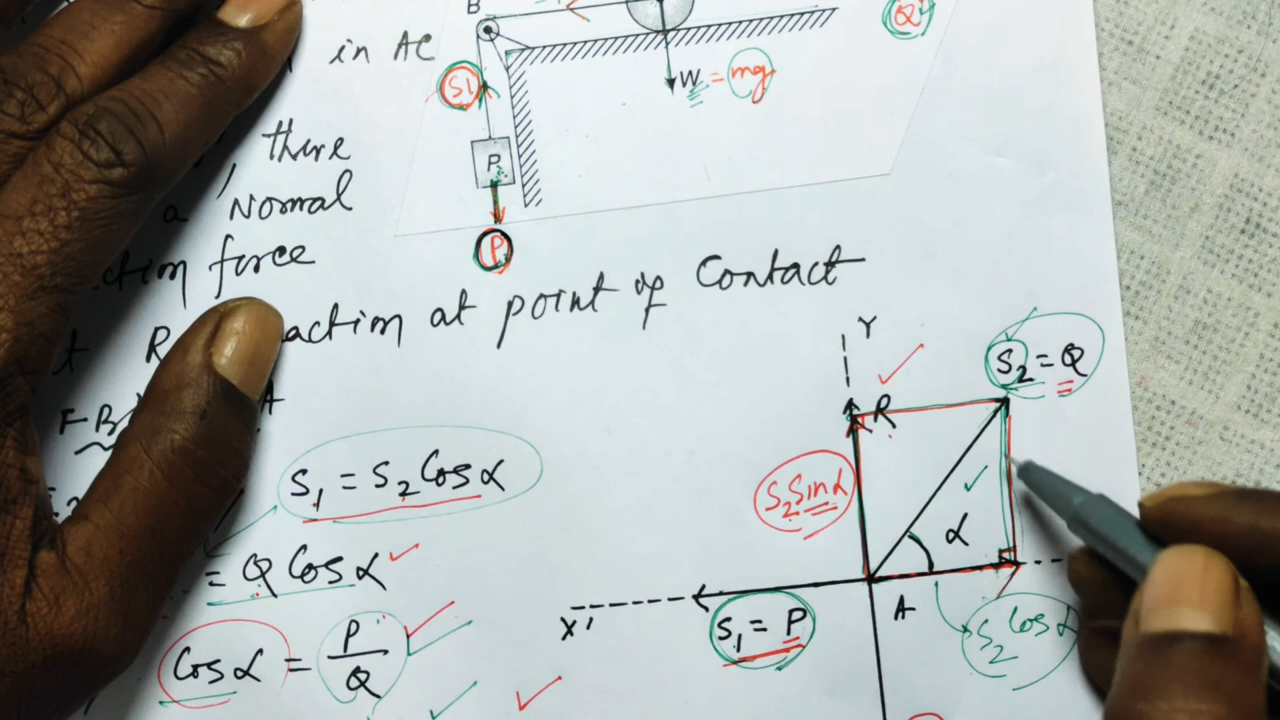 B
in AC
Q
S1
W = mg
P
there
a Normal
force
P
action at point of Contact
R
A
Y
S2 = Q
R
S1 = S2 Cos α
S2 Sin α
α
= Q Cos α
X'
S1 = P
A
S2 Cos α
Cos α = P/Q